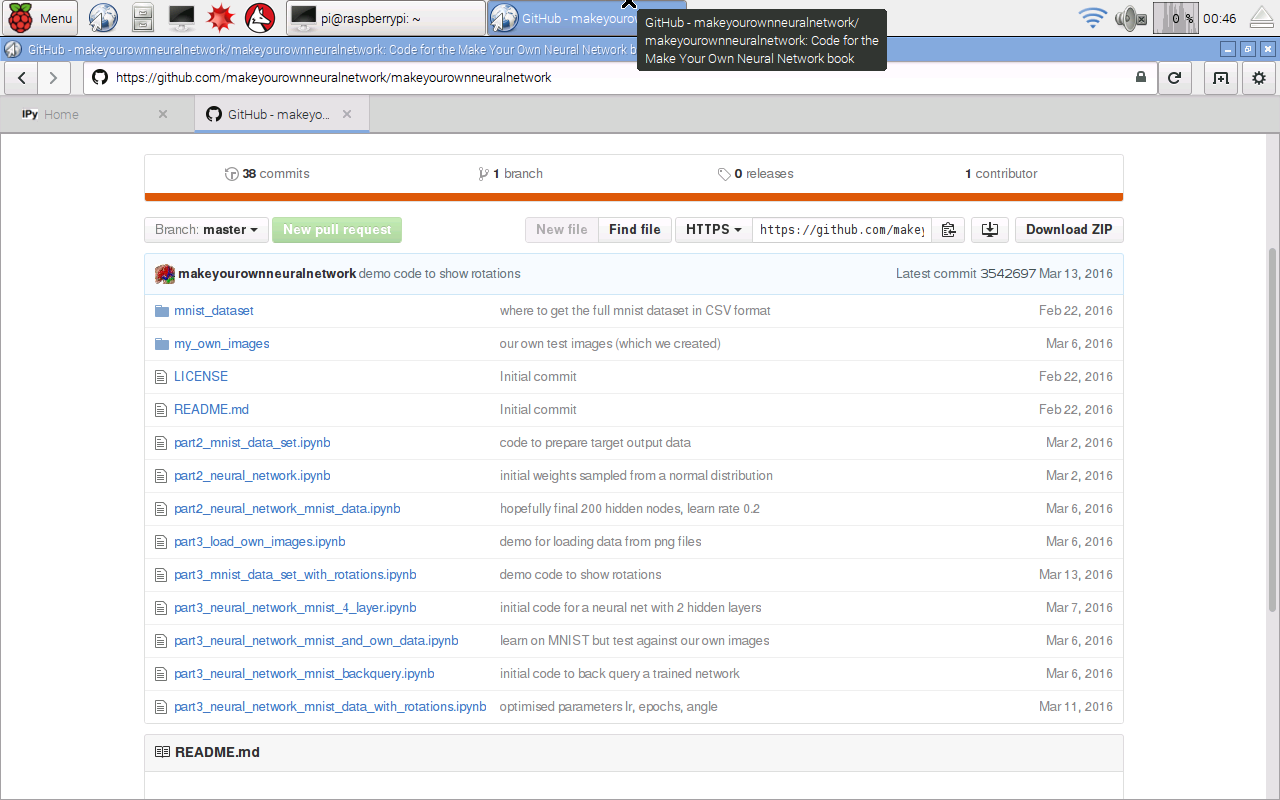 Menu
pi@raspberrypi: ~
GitHub - makeyourow
0 %
00:46
GitHub - makeyourownneuralnetwork/
makeyourownneuralnetwork: Code for the
Make Your Own Neural Network book
GitHub - makeyourownneuralnetwork/makeyourownneuralnetwork: Code for the Make Your Own Neural Network b
https://github.com/makeyourownneuralnetwork/makeyourownneuralnetwork
IPy Home
GitHub - makeyo...
38 commits
1 branch
0 releases
1 contributor
Branch: master
New pull request
New file
Find file
HTTPS
https://github.com/makey
Download ZIP
makeyourownneuralnetwork demo code to show rotations
Latest commit 3542697 Mar 13, 2016
mnist_dataset where to get the full mnist dataset in CSV format Feb 22, 2016
my_own_images our own test images (which we created) Mar 6, 2016
LICENSE Initial commit Feb 22, 2016
README.md Initial commit Feb 22, 2016
part2_mnist_data_set.ipynb code to prepare target output data Mar 2, 2016
part2_neural_network.ipynb initial weights sampled from a normal distribution Mar 2, 2016
part2_neural_network_mnist_data.ipynb hopefully final 200 hidden nodes, learn rate 0.2 Mar 6, 2016
part3_load_own_images.ipynb demo for loading data from png files Mar 6, 2016
part3_mnist_data_set_with_rotations.ipynb demo code to show rotations Mar 13, 2016
part3_neural_network_mnist_4_layer.ipynb initial code for a neural net with 2 hidden layers Mar 7, 2016
part3_neural_network_mnist_and_own_data.ipynb learn on MNIST but test against our own images Mar 6, 2016
part3_neural_network_mnist_backquery.ipynb initial code to back query a trained network Mar 6, 2016
part3_neural_network_mnist_data_with_rotations.ipynb optimised parameters lr, epochs, angle Mar 11, 2016
README.md